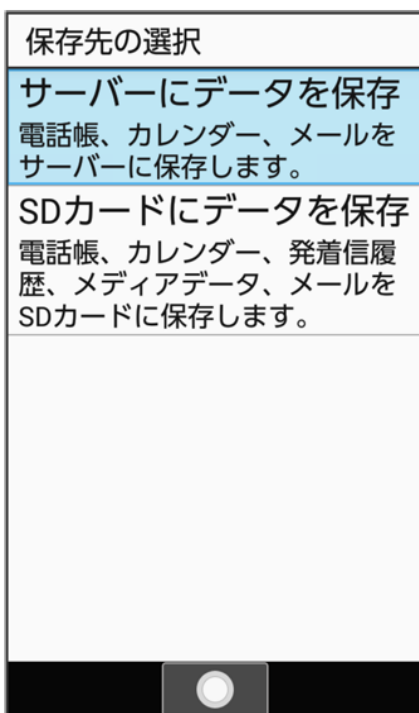 保存先の選択
サーバーにデータを保存
電話帳、カレンダー、メールを
サーバーに保存します。
SDカードにデータを保存
電話帳、カレンダー、発着信履
歴、メディアデータ、メールを
SDカードに保存します。